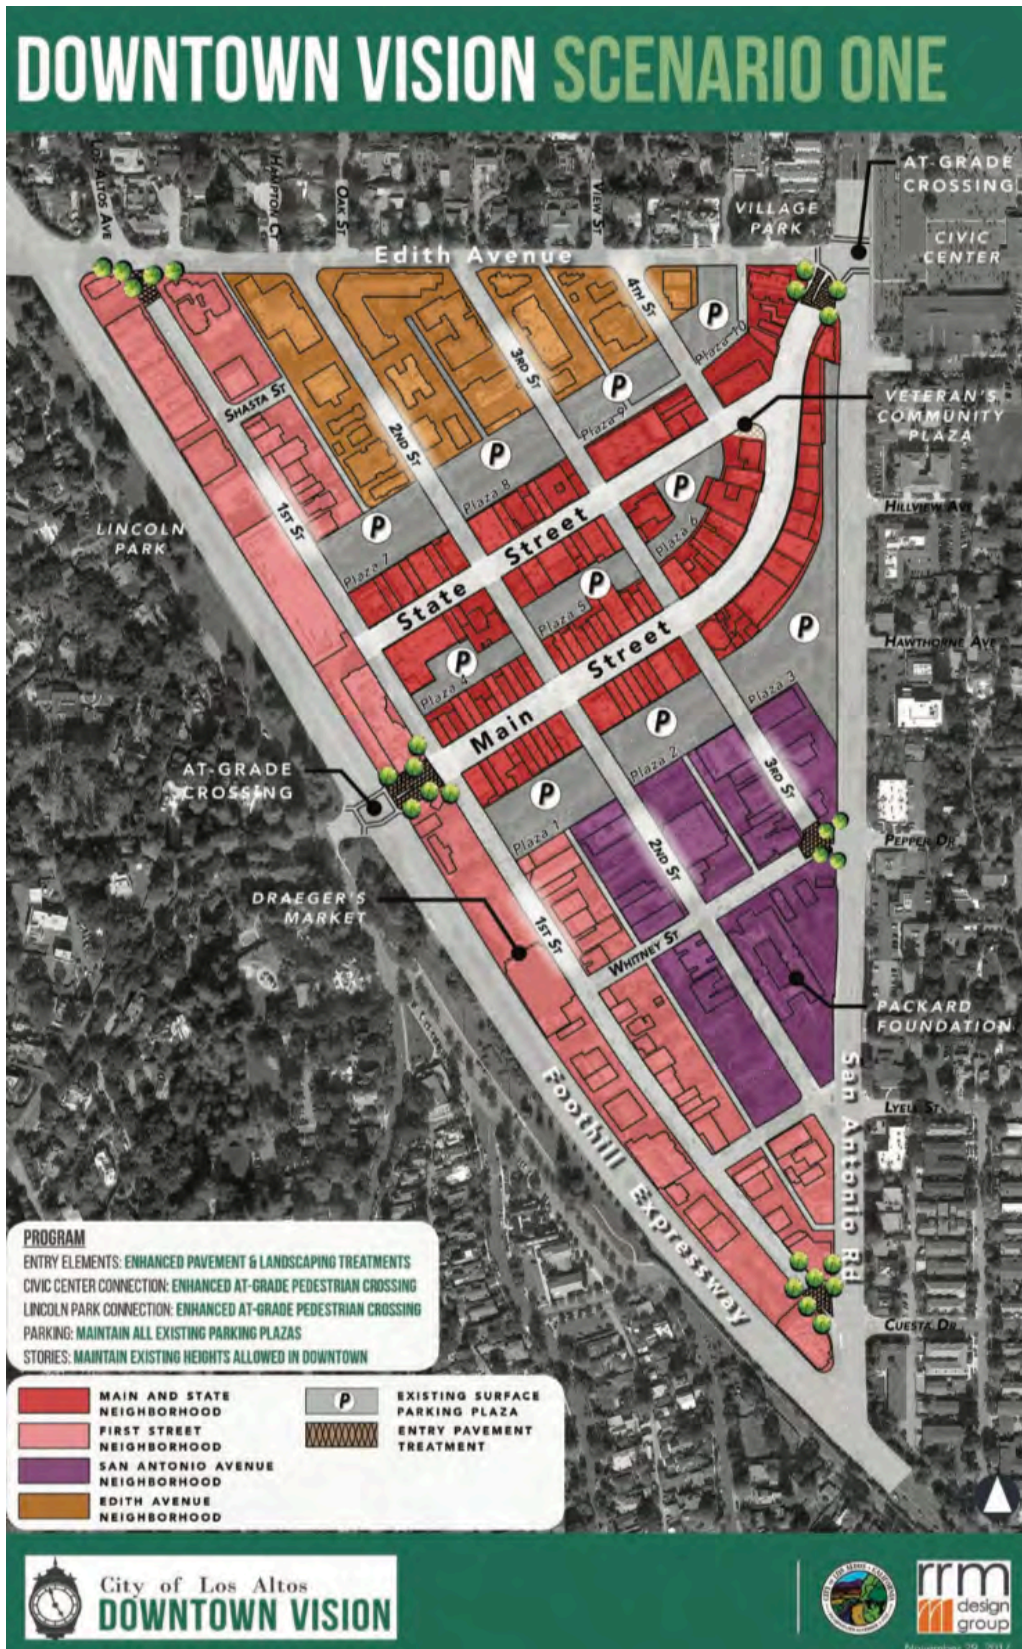 DOWNTOWN VISION SCENARIO ONE
LOS ALTOS AVE
HAMPTON CT
OAK ST
VIEW ST
VILLAGE
PARK
AT-GRADE
CROSSING
CIVIC
CENTER
Edith Avenue
4TH ST
3RD ST
2ND ST
1ST ST
SHASTA ST
P
Plaza 10
P
Plaza 9
P
Plaza 8
P
Plaza 7
VETERAN'S
COMMUNITY
PLAZA
HILLVIEW AVE
LINCOLN
PARK
State Street
P
Plaza 6
P
Plaza 5
P
Plaza 4
HAWTHORNE AVE
Main Street
P
Plaza 3
P
Plaza 2
P
Plaza 1
AT-GRADE
CROSSING
3RD ST
PEPPER DR
2ND ST
DRAEGER'S
MARKET
1ST ST
WHITNEY ST
PACKARD
FOUNDATION
Foothill Expressway
San Antonio Rd
LYELL ST
CUESTA DR
PROGRAM
ENTRY ELEMENTS: ENHANCED PAVEMENT & LANDSCAPING TREATMENTS
CIVIC CENTER CONNECTION: ENHANCED AT-GRADE PEDESTRIAN CROSSING
LINCOLN PARK CONNECTION: ENHANCED AT-GRADE PEDESTRIAN CROSSING
PARKING: MAINTAIN ALL EXISTING PARKING PLAZAS
STORIES: MAINTAIN EXISTING HEIGHTS ALLOWED IN DOWNTOWN
MAIN AND STATE
NEIGHBORHOOD
FIRST STREET
NEIGHBORHOOD
SAN ANTONIO AVENUE
NEIGHBORHOOD
EDITH AVENUE
NEIGHBORHOOD
P
EXISTING SURFACE
PARKING PLAZA
ENTRY PAVEMENT
TREATMENT
City of Los Altos
DOWNTOWN VISION
rrm
design
group